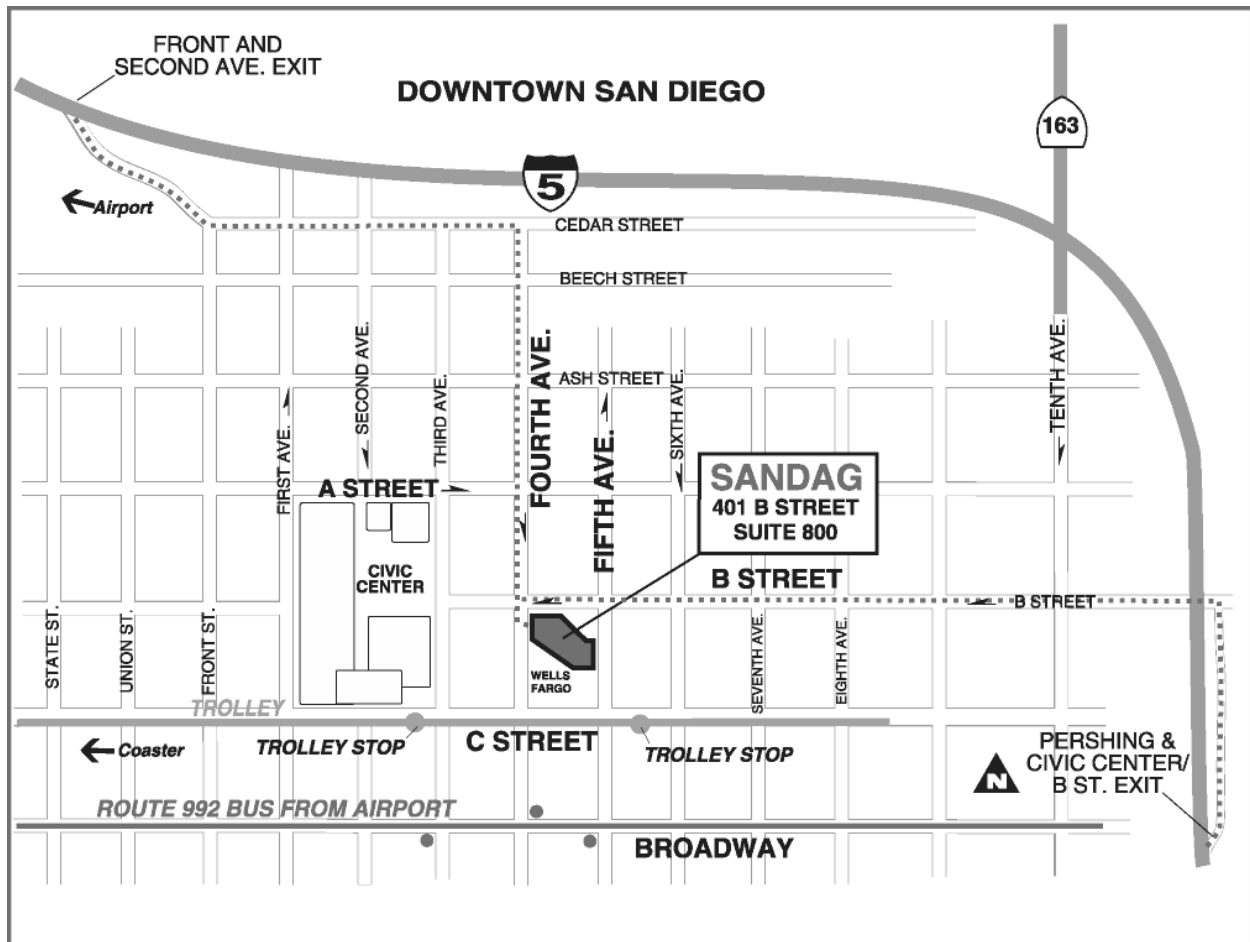 FRONT AND
SECOND AVE. EXIT
DOWNTOWN SAN DIEGO
163
5
Airport
CEDAR STREET
BEECH STREET
ASH STREET
FIRST AVE.
SECOND AVE.
THIRD AVE.
FOURTH AVE.
FIFTH AVE.
SIXTH AVE.
TENTH AVE.
A STREET
SANDAG
401 B STREET
SUITE 800
CIVIC
CENTER
B STREET
B STREET
STATE ST.
UNION ST.
FRONT ST.
WELLS
FARGO
SEVENTH AVE.
EIGHTH AVE.
TROLLEY
Coaster
TROLLEY STOP
C STREET
TROLLEY STOP
N
PERSHING &
CIVIC CENTER/
B ST. EXIT
ROUTE 992 BUS FROM AIRPORT
BROADWAY